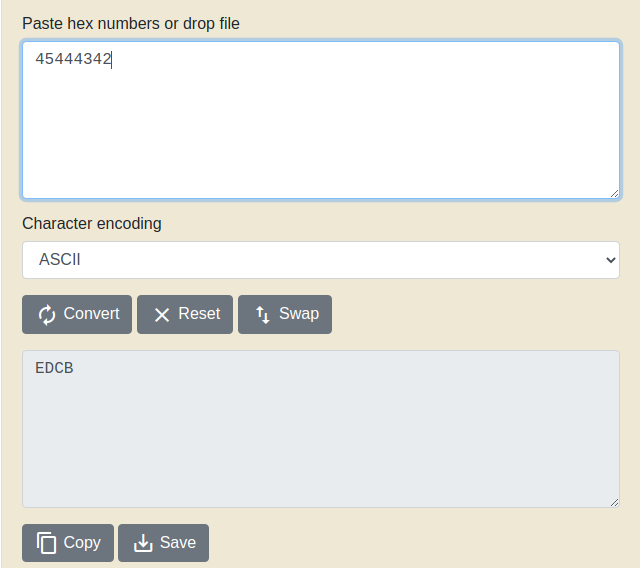 Paste hex numbers or drop file
45444342
Character encoding
ASCII
Convert Reset Swap
EDCB
Copy Save